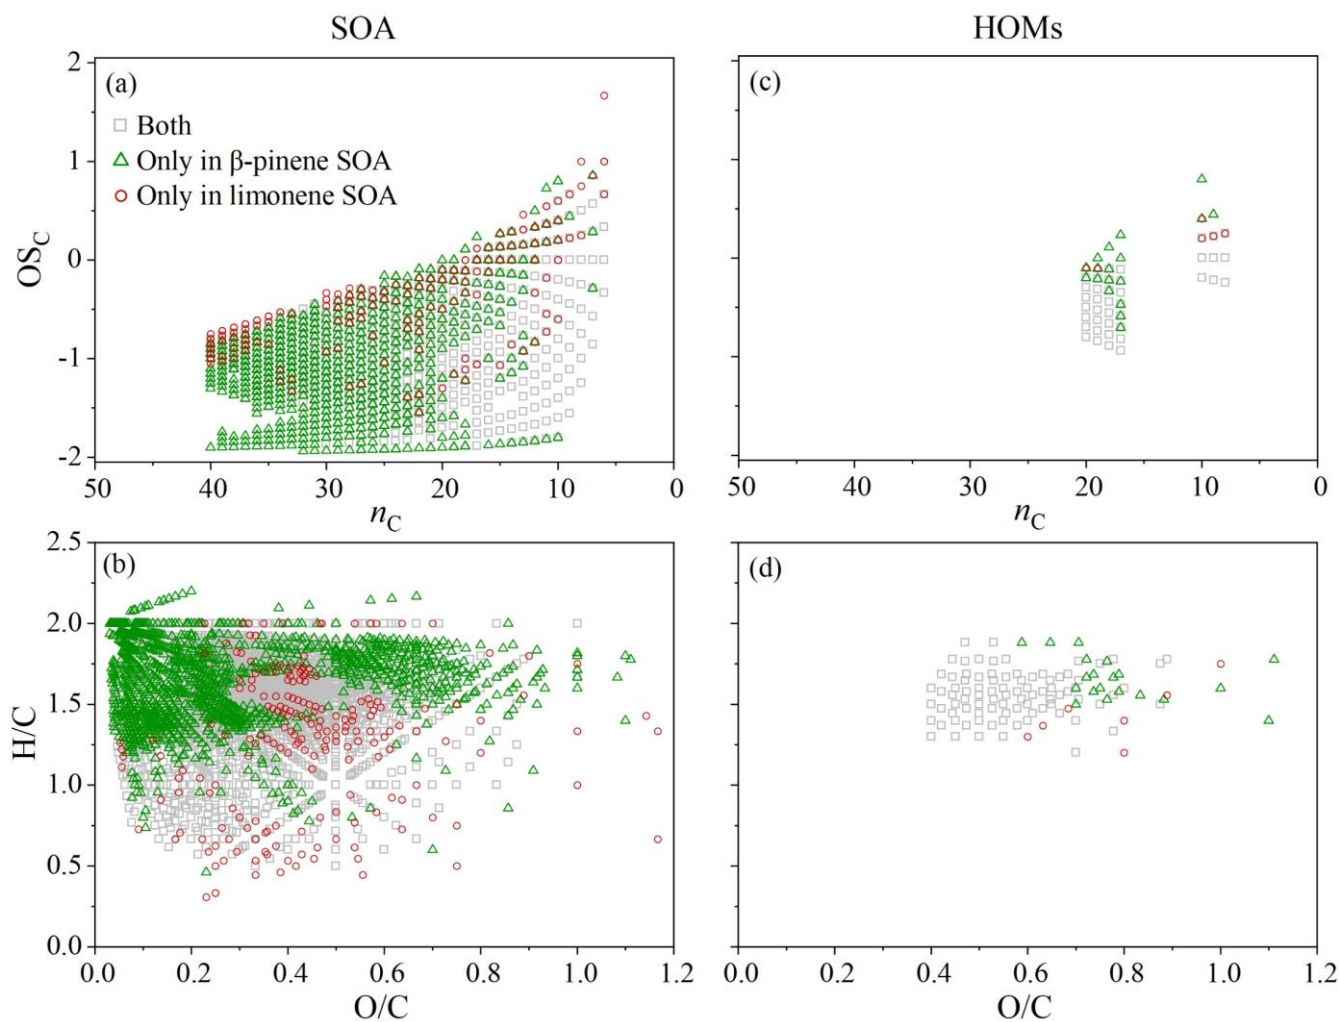 SOA
HOMs
(a)
Both
Only in β-pinene SOA
Only in limonene SOA
OS_C
2
1
0
-1
-2
50 40 30 20 10 0
n_C
(c)
50 40 30 20 10 0
n_C
(b)
H/C
2.5
2.0
1.5
1.0
0.5
0.0
0.0 0.2 0.4 0.6 0.8 1.0 1.2
O/C
(d)
0.0 0.2 0.4 0.6 0.8 1.0 1.2
O/C